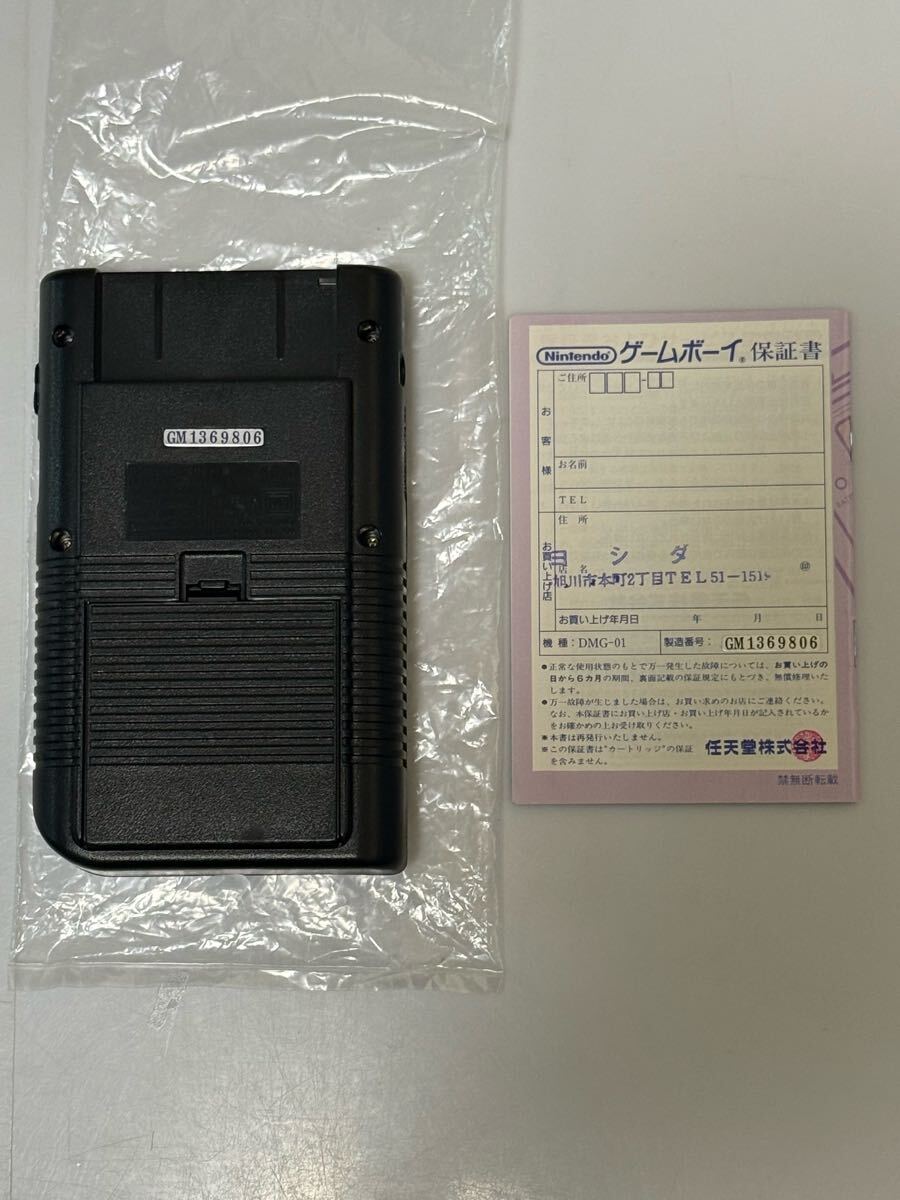 GM1369806
Nintendo ゲームボーイ® 保証書
お客様
ご住所 -
お名前
TEL
お買い上げ店
住所
ヨシダ
店名
旭川市本町2丁目TEL51-151
㊞
お買い上げ年月日 年 月 日
機種:DMG-01 製造番号: GM1369806
●正常な使用状態のもとで万一発生した故障については、お買い上げの
日から6カ月の期間、裏面記載の保証規定にもとづき、無償修理いた
します。
●万一故障が生じました場合は、お買い求めのお店にご連絡ください。
なお、本保証書にお買い上げ店・お買い上げ年月日が記入されているか
をお確かめの上お受け取りください。
＊本書は再発行いたしません。
※この保証書は"カートリッジ"の保証
を含みません。
任天堂株式会社
禁無断転載